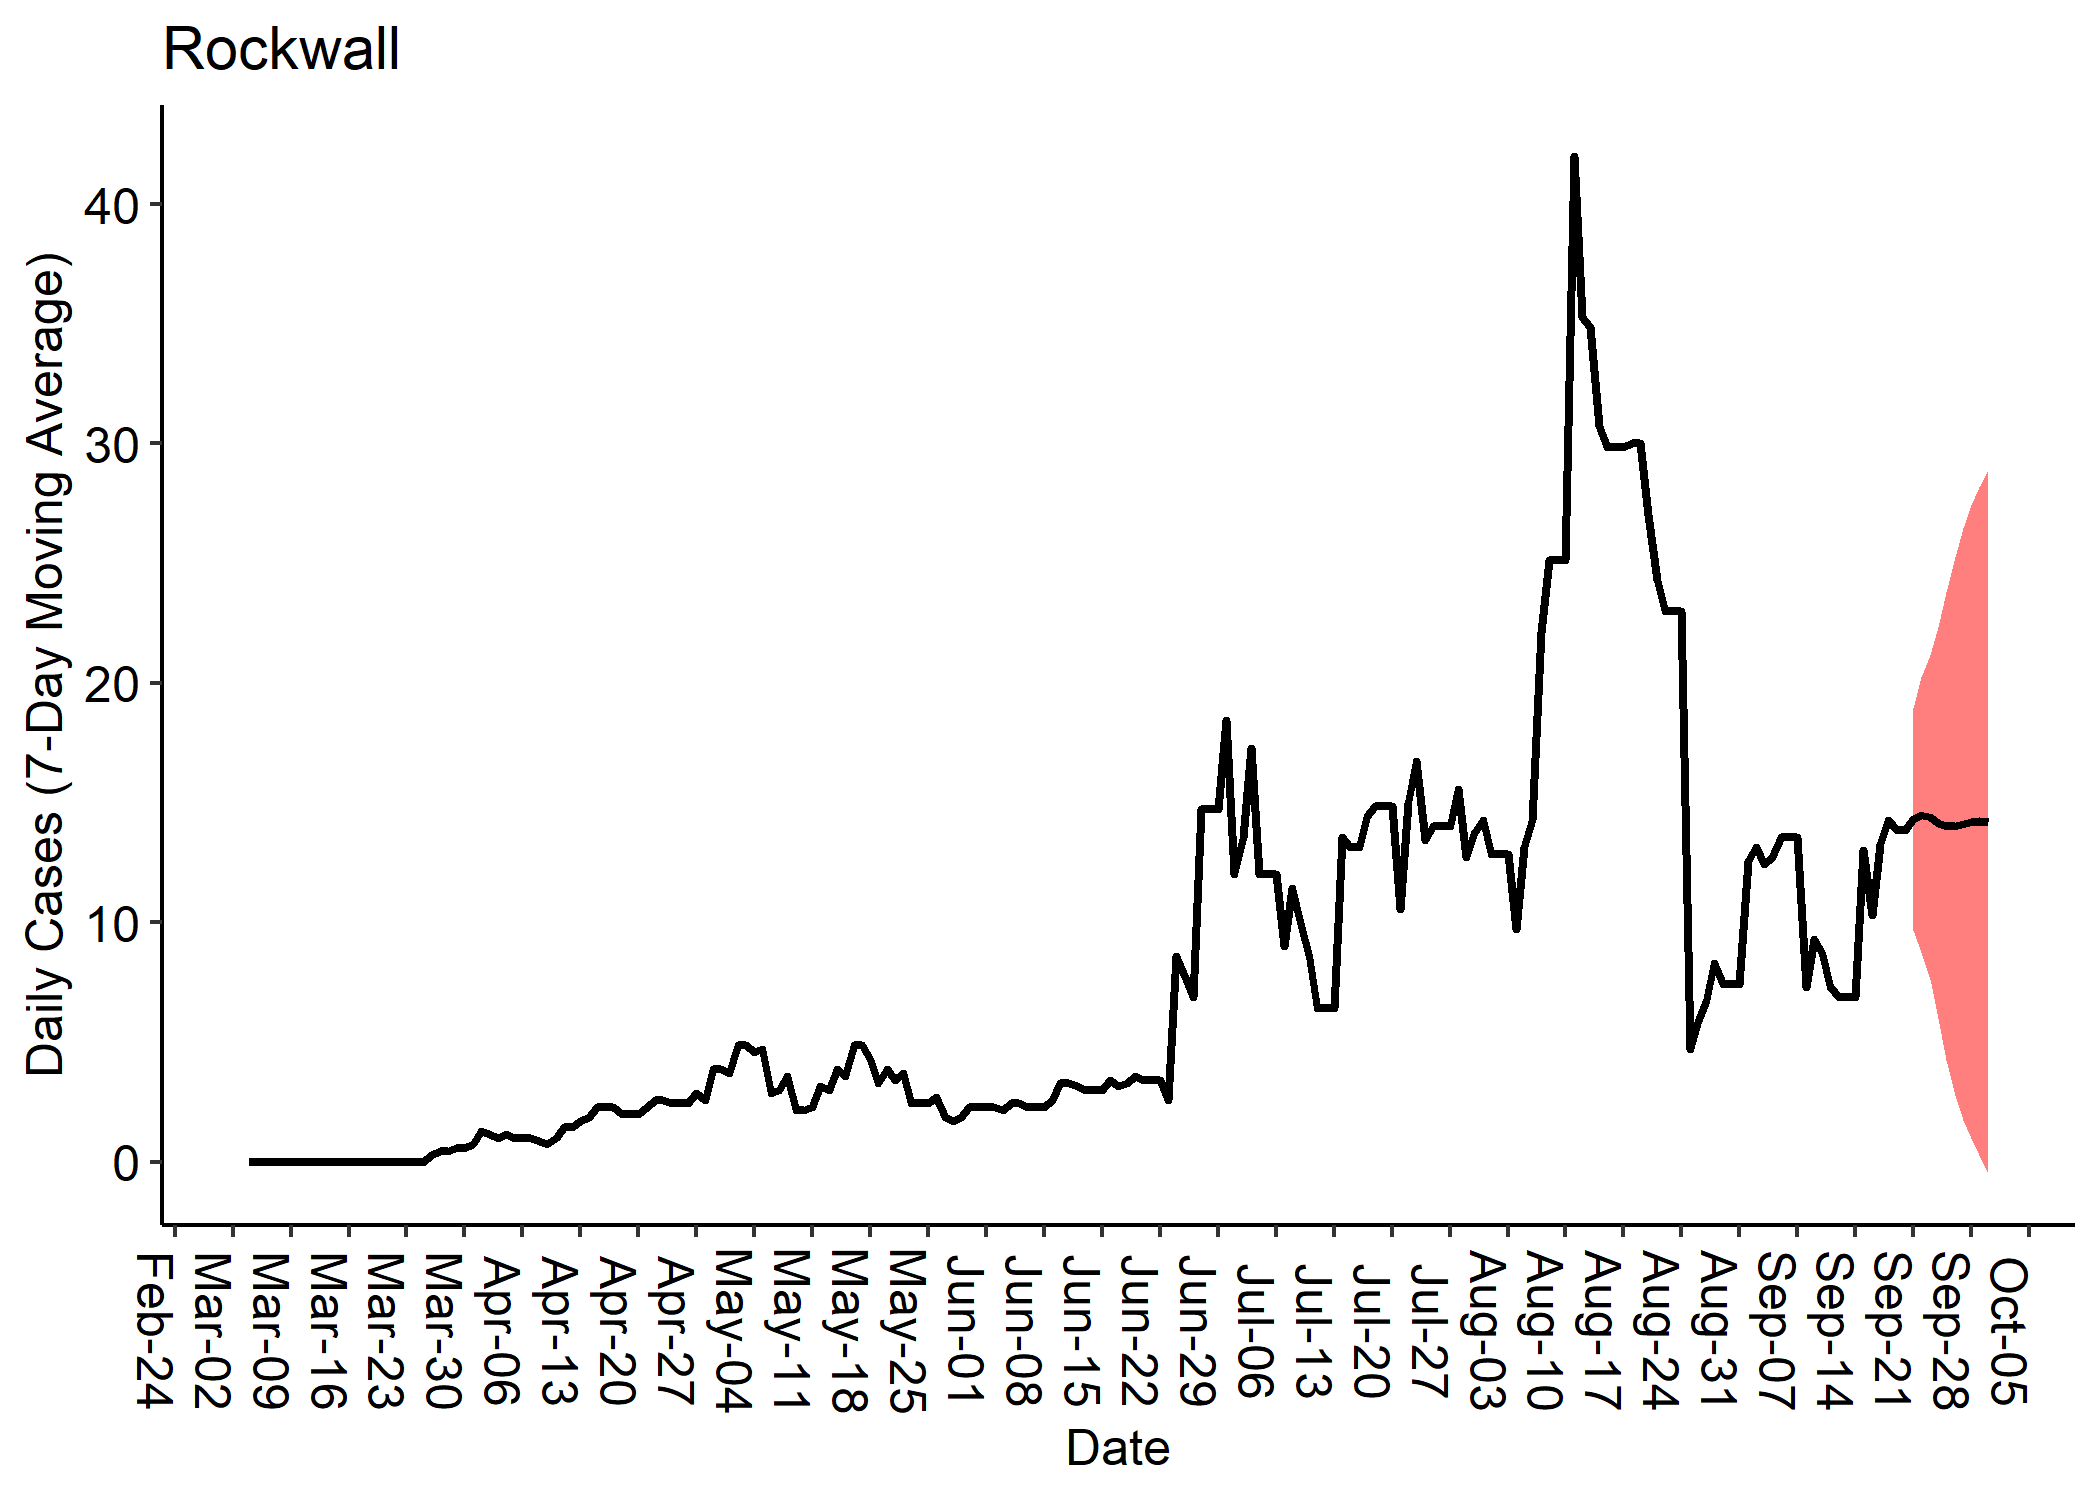 Rockwall
Daily Cases (7-Day Moving Average)
40
30
20
10
0
Feb-24
Mar-02
Mar-09
Mar-16
Mar-23
Mar-30
Apr-06
Apr-13
Apr-20
Apr-27
May-04
May-11
May-18
May-25
Jun-01
Jun-08
Jun-15
Jun-22
Jun-29
Jul-06
Jul-13
Jul-20
Jul-27
Aug-03
Aug-10
Aug-17
Aug-24
Aug-31
Sep-07
Sep-14
Sep-21
Sep-28
Oct-05
Date